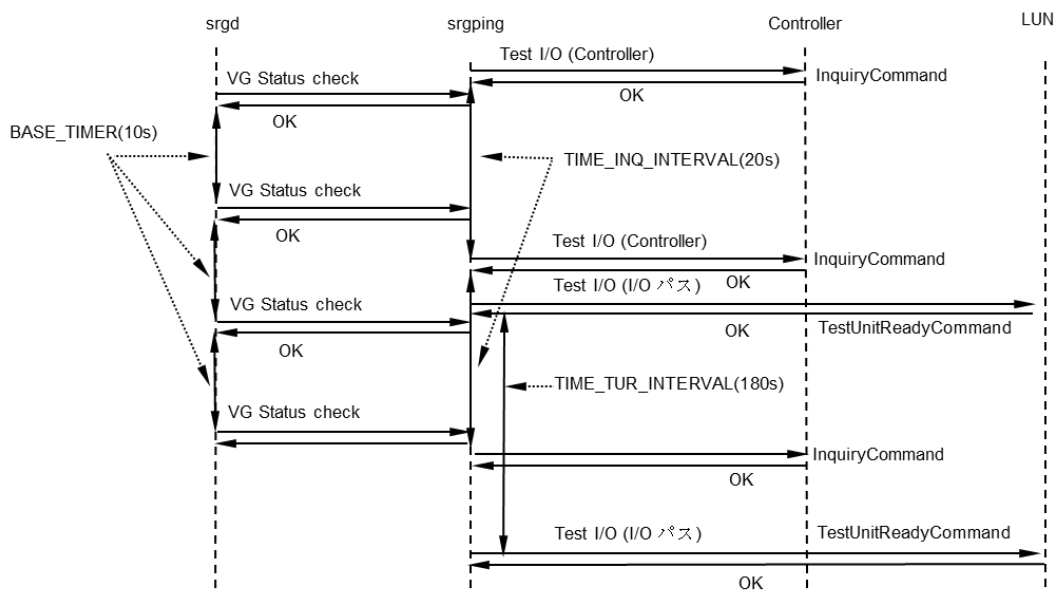 srgd
srgping
Controller
LUN
Test I/O (Controller)
InquiryCommand
VG Status check
OK
OK
BASE_TIMER(10s)
TIME_INQ_INTERVAL(20s)
VG Status check
OK
Test I/O (Controller)
InquiryCommand
OK
Test I/O (I/O パス)
VG Status check
OK
TestUnitReadyCommand
OK
TIME_TUR_INTERVAL(180s)
VG Status check
InquiryCommand
OK
Test I/O (I/O パス)
TestUnitReadyCommand
OK